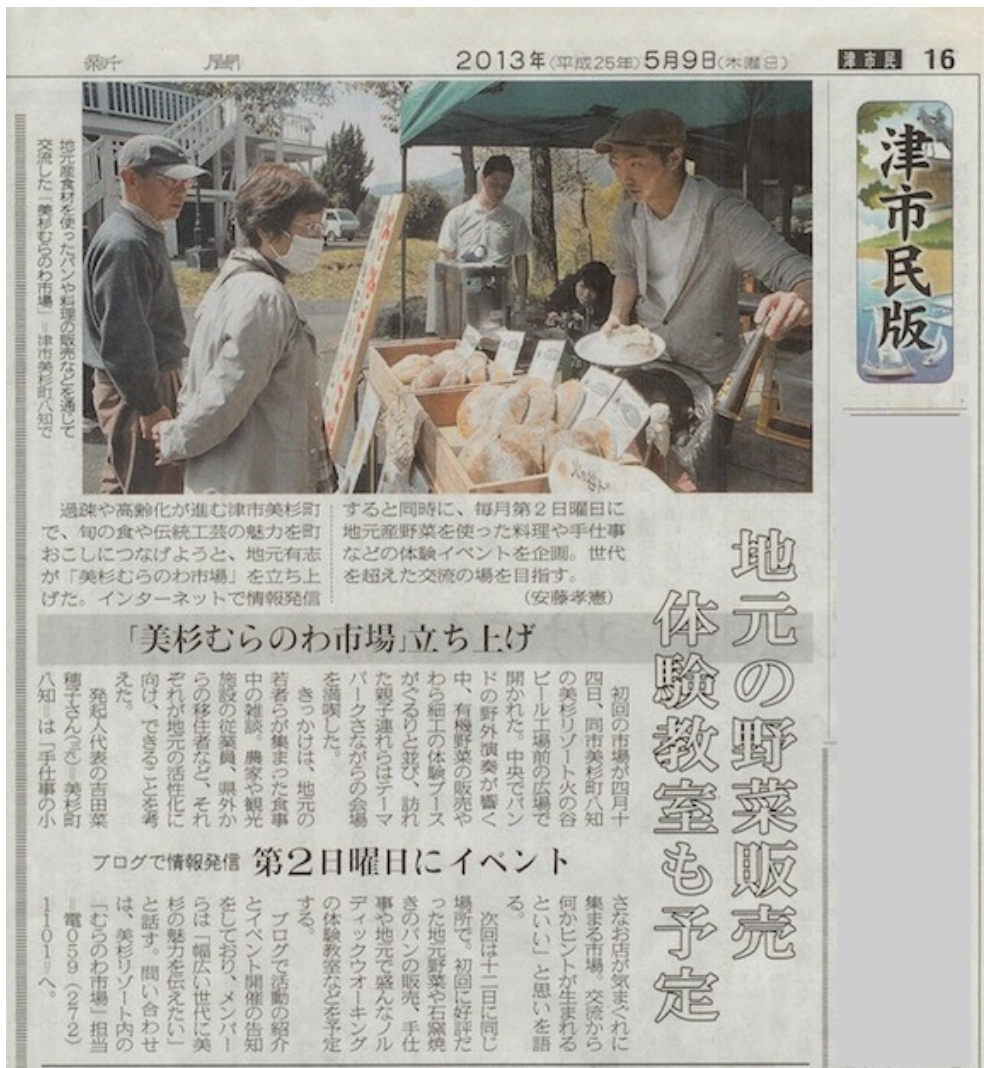 新 聞
2013年(平成25年)5月9日(木曜日)
津市民
16
津市民版
地元産食材を使ったパンや料理の販売などを通して
交流した「美杉むらのわ市場」=津市美杉町八知で
地元の野菜販売
体験教室も予定
過疎や高齢化が進む津市美杉町
で、旬の食や伝統工芸の魅力を町
おこしにつなげようと、地元有志
が「美杉むらのわ市場」を立ち上
げた。インターネットで情報発信
すると同時に、毎月第2日曜日に
地元産野菜を使った料理や手仕事
などの体験イベントを企画。世代
を超えた交流の場を目指す。
(安藤孝憲)
「美杉むらのわ市場」立ち上げ
初回の市場が四月十
四日、同市美杉町八知
の美杉リゾート火の谷
ビール工場前の広場で
開かれた。中央でバン
ドの野外演奏が響く
中、有機野菜の販売や
わら細工の体験ブース
がぐるりと並び、訪れ
た親子連れらはテーマ
パークさながらの会場
を満喫した。
きっかけは、地元の
若者らが集まった食事
中の雑談。農家や観光
施設の従業員、県外か
らの移住者など、それ
ぞれが地元の活性化に
向け、できることを考
えた。
発起人代表の吉田菜
穂子さん=美杉町
八知=は「手仕事の小
ブログで情報発信 第2日曜日にイベント
さなお店が気まぐれに
集まる市場。交流から
何かヒントが生まれる
といい」と思いを語
る。
次回は十二日に同じ
場所で。初回に好評だ
った地元野菜や石窯焼
きのパンの販売、手仕
事や地元で盛んなノル
ディックウオーキング
の体験教室などを予定
する。
ブログで活動の紹介
とイベント開催の告知
をしており、メンバー
らは「幅広い世代に美
杉の魅力を伝えたい」
と話す。問い合わせ
は、美杉リゾート内の
「むらのわ市場」担当
=電059(272)
1101=へ。